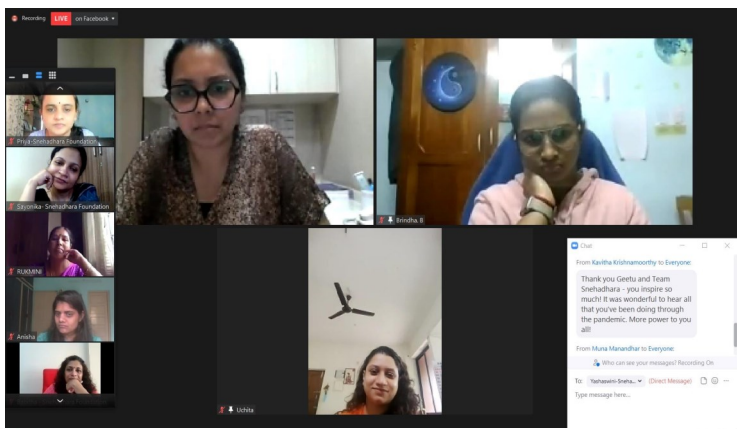 Recording LIVE on Facebook
Priya-Snehadhara Foundation
Sayonika- Snehadhara Foundation
RUKMINI
Anisha
Brindha, B
Uchita
Chat
From Kavitha Krishnamoorthy to Everyone:
Thank you Geetu and Team
Snehadhara - you inspire so
much! It was wonderful to hear all
that you've been doing through
the pandemic. More power to you
all!
From Muna Manandhar to Everyone:
Who can see your messages? Recording On
To: Yashaswini-Sneha... (Direct Message)
Type message here...